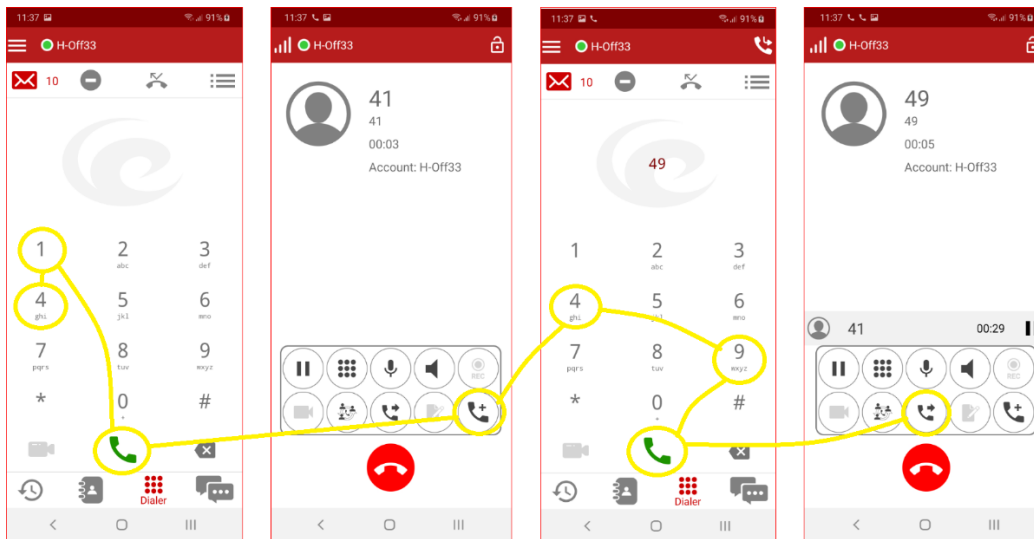 11:37 91%
H-Off33
10
1 2 3
abc def
4 5 6
ghi jkl mno
7 8 9
pqrs tuv wxyz
* 0 #
Dialer
11:37 91%
H-Off33
41
41
00:03
Account: H-Off33
REC
11:37 91%
H-Off33
10
49
1 2 3
abc def
4 5 6
ghi jkl mno
7 8 9
pqrs tuv wxyz
* 0 #
Dialer
11:37 91%
H-Off33
49
49
00:05
Account: H-Off33
41 00:29
REC